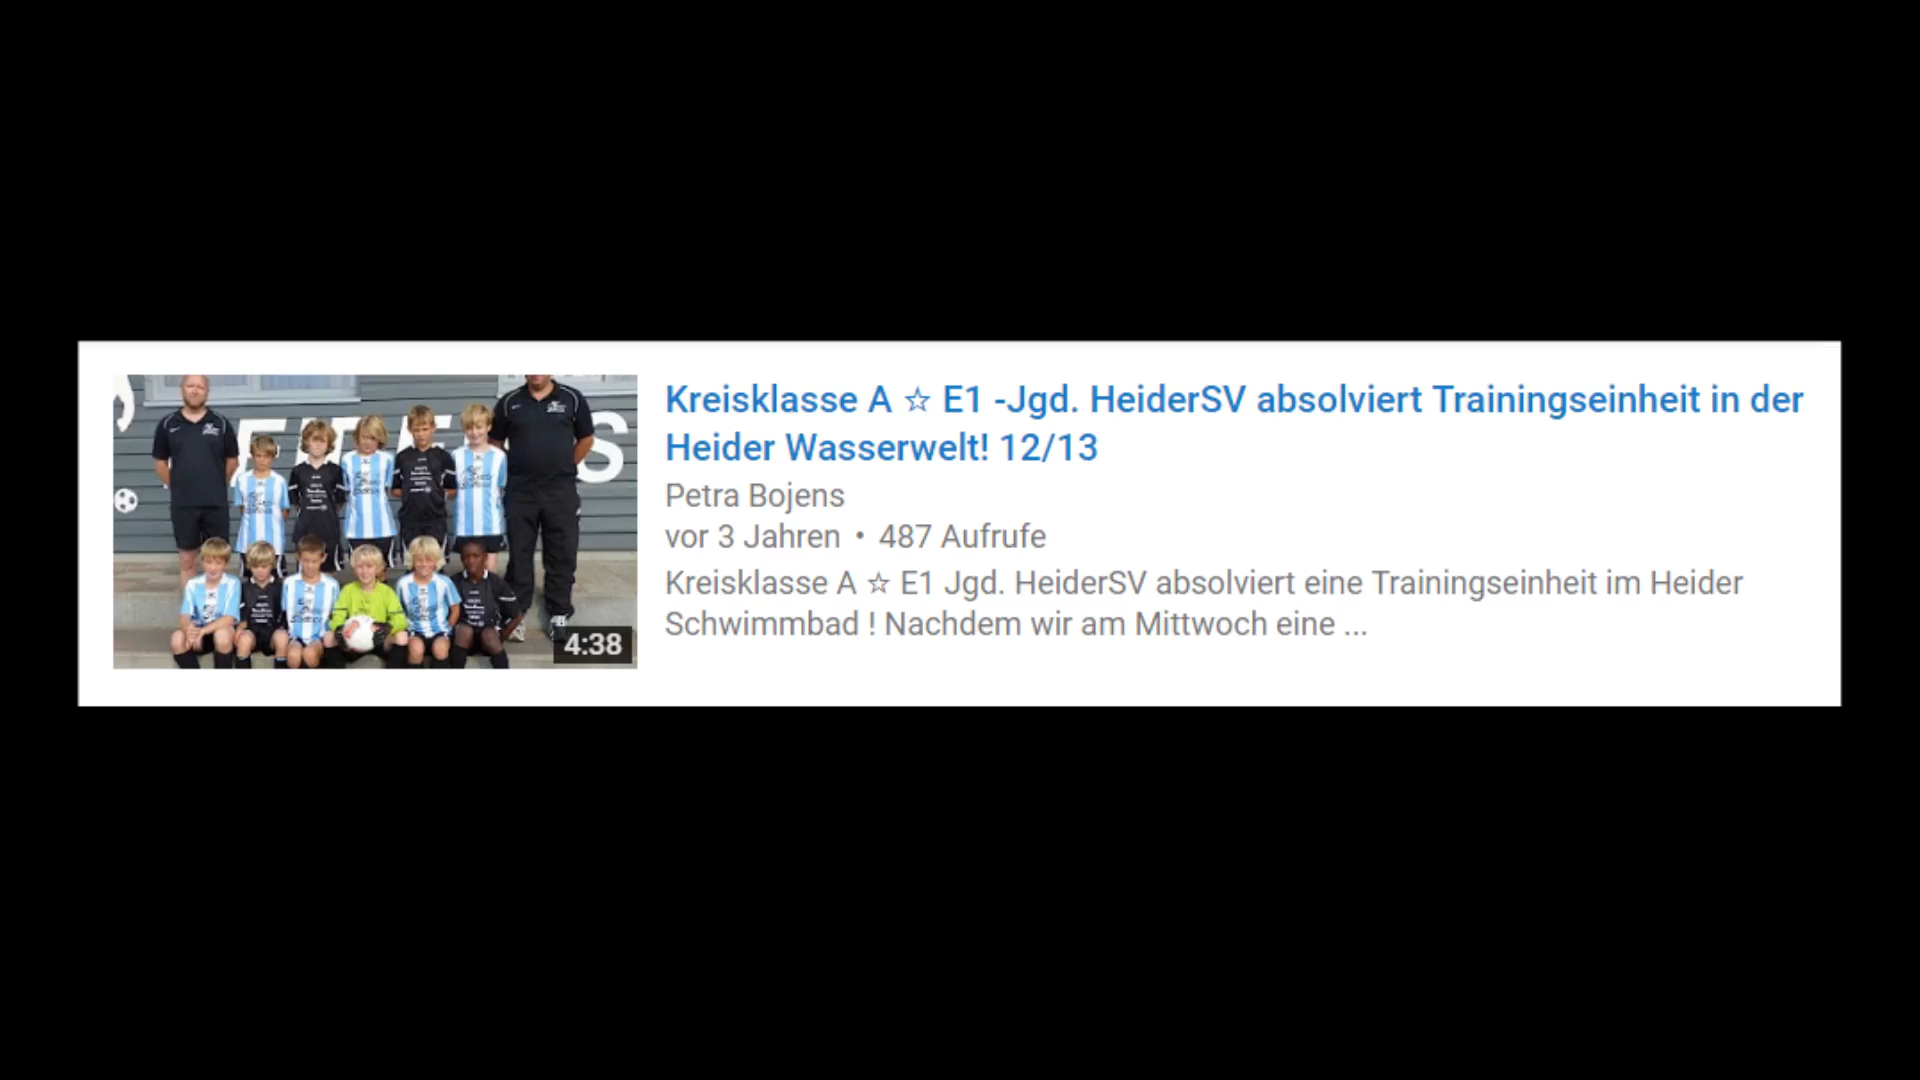 Kreisklasse A ☆ E1 -Jgd. HeiderSV absolviert Trainingseinheit in der
Heider Wasserwelt! 12/13
Petra Bojens
vor 3 Jahren • 487 Aufrufe
Kreisklasse A ☆ E1 Jgd. HeiderSV absolviert eine Trainingseinheit im Heider
Schwimmbad ! Nachdem wir am Mittwoch eine ...
4:38